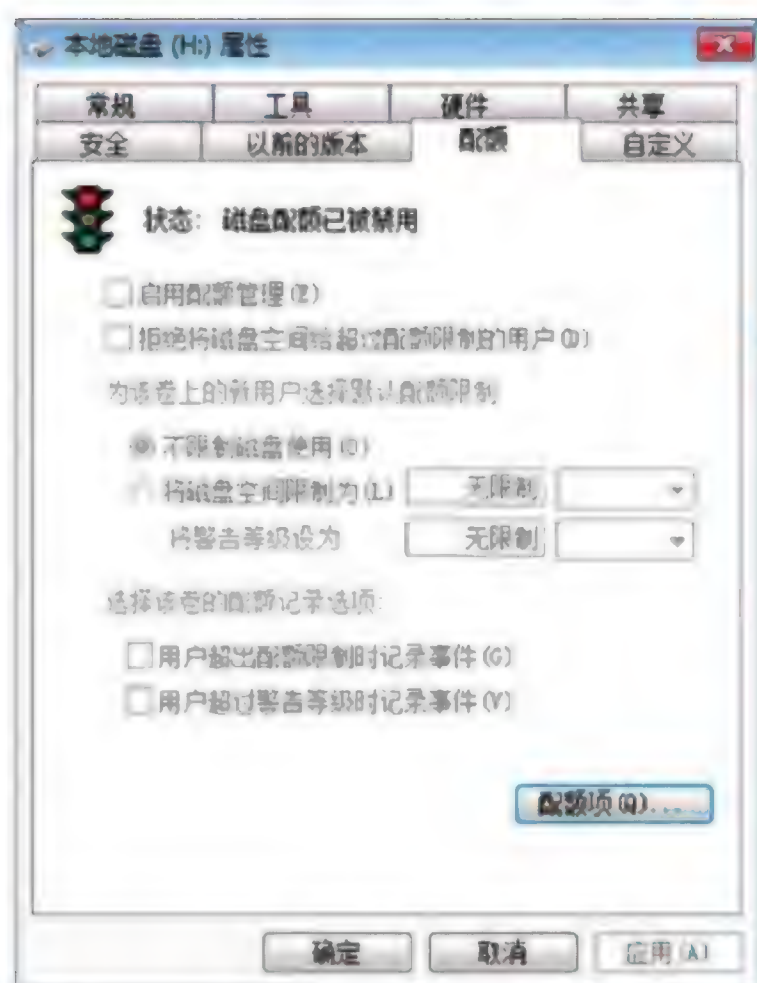 本地磁盘 (H:) 属性
常规 工具 硬件 共享
安全 以前的版本 配额 自定义
状态: 磁盘配额已被禁用
启用配额管理(E)
拒绝将磁盘空间给超过配额限制的用户(D)
为该卷上的新用户选择默认配额限制
不限制磁盘使用(O)
将磁盘空间限制为(L) 无限制
将警告等级设为 无限制
选择该卷的配额记录选项:
用户超出配额限制时记录事件(G)
用户超过警告等级时记录事件(V)
配额项(Q)...
确定 取消 应用(A)